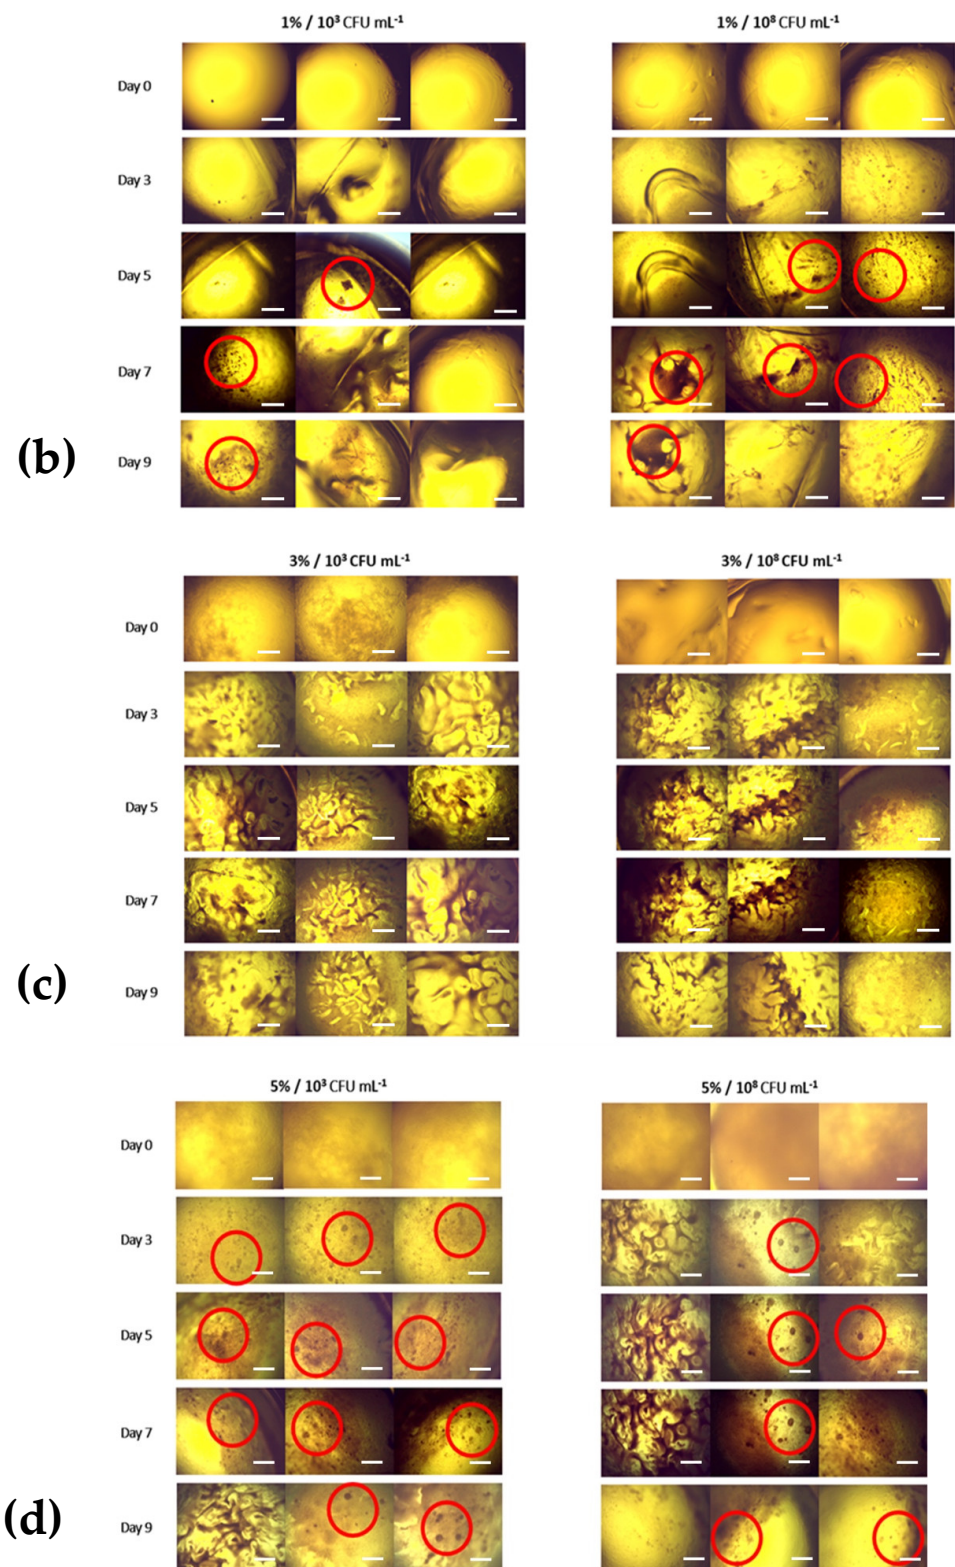 1% / 10³ CFU mL⁻¹
1% / 10⁸ CFU mL⁻¹
Day 0
Day 3
Day 5
Day 7
(b)
Day 9
3% / 10³ CFU mL⁻¹
3% / 10⁸ CFU mL⁻¹
Day 0
Day 3
Day 5
Day 7
(c)
Day 9
5% / 10³ CFU mL⁻¹
5% / 10⁸ CFU mL⁻¹
Day 0
Day 3
Day 5
Day 7
(d)
Day 9